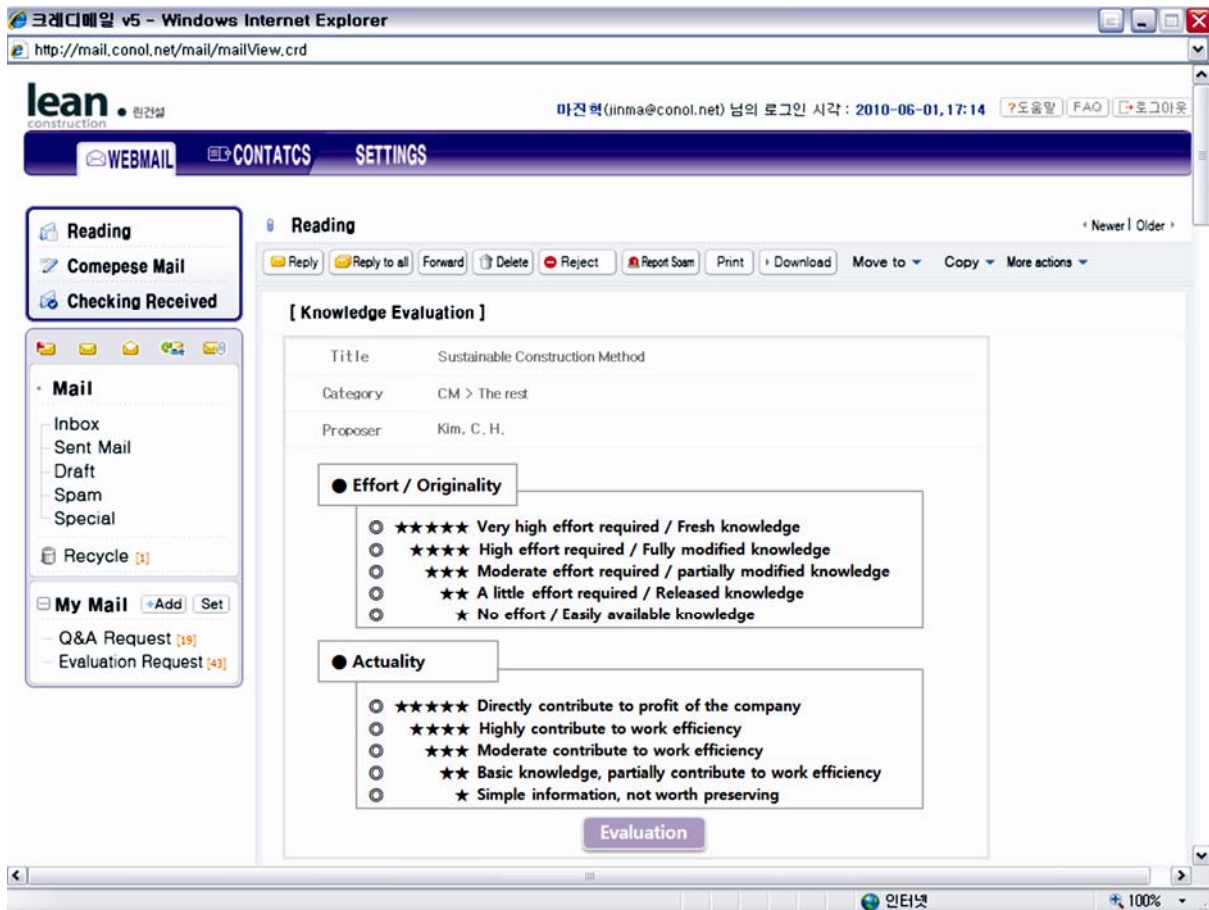 크레디메일 v5 - Windows Internet Explorer
http://mail.conol.net/mail/mailView.crd
lean. 린건설
construction
마진혁(jinma@conol.net) 님의 로그인 시각 : 2010-06-01, 17:14 ?도움말 FAQ 로그아웃
WEBMAIL CONTATCS SETTINGS
Reading
Comepese Mail
Checking Received
Mail
Inbox
Sent Mail
Draft
Spam
Special
Recycle [1]
My Mail +Add Set
Q&A Request [19]
Evaluation Request [43]
Reading
‹ Newer | Older ›
Reply Reply to all Forward Delete Reject Report Soam Print Download Move to Copy More actions
[ Knowledge Evaluation ]
Title Sustainable Construction Method
Category CM > The rest
Proposer Kim, C. H.
● Effort / Originality
◎ ★★★★★ Very high effort required / Fresh knowledge
◎ ★★★★ High effort required / Fully modified knowledge
◎ ★★★ Moderate effort required / partially modified knowledge
◎ ★★ A little effort required / Released knowledge
◎ ★ No effort / Easily available knowledge
● Actuality
◎ ★★★★★ Directly contribute to profit of the company
◎ ★★★★ Highly contribute to work efficiency
◎ ★★★ Moderate contribute to work efficiency
◎ ★★ Basic knowledge, partially contribute to work efficiency
◎ ★ Simple information, not worth preserving
Evaluation
인터넷 100%